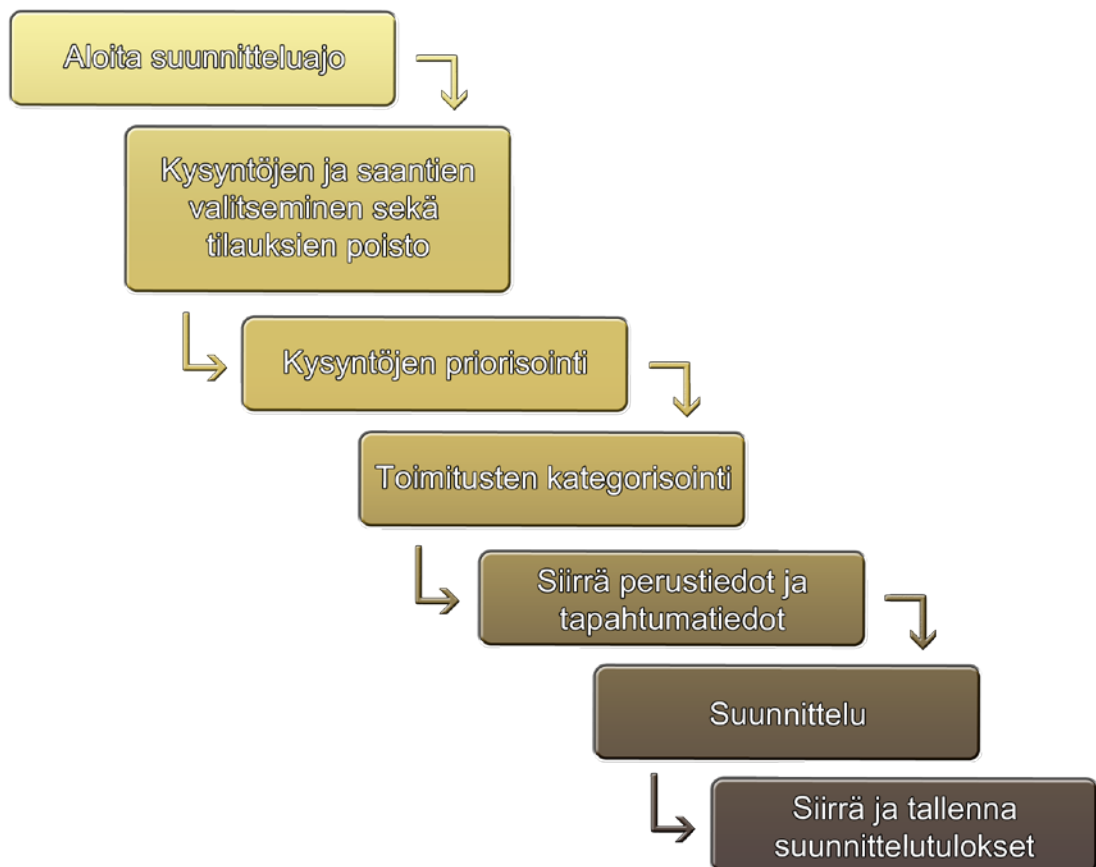 Aloita suunnitteluajo
Kysyntöjen ja saantien
valitseminen sekä
tilauksien poisto
Kysyntöjen priorisointi
Toimitusten kategorisointi
Siirrä perustiedot ja
tapahtumatiedot
Suunnittelu
Siirrä ja tallenna
suunnittelutulokset